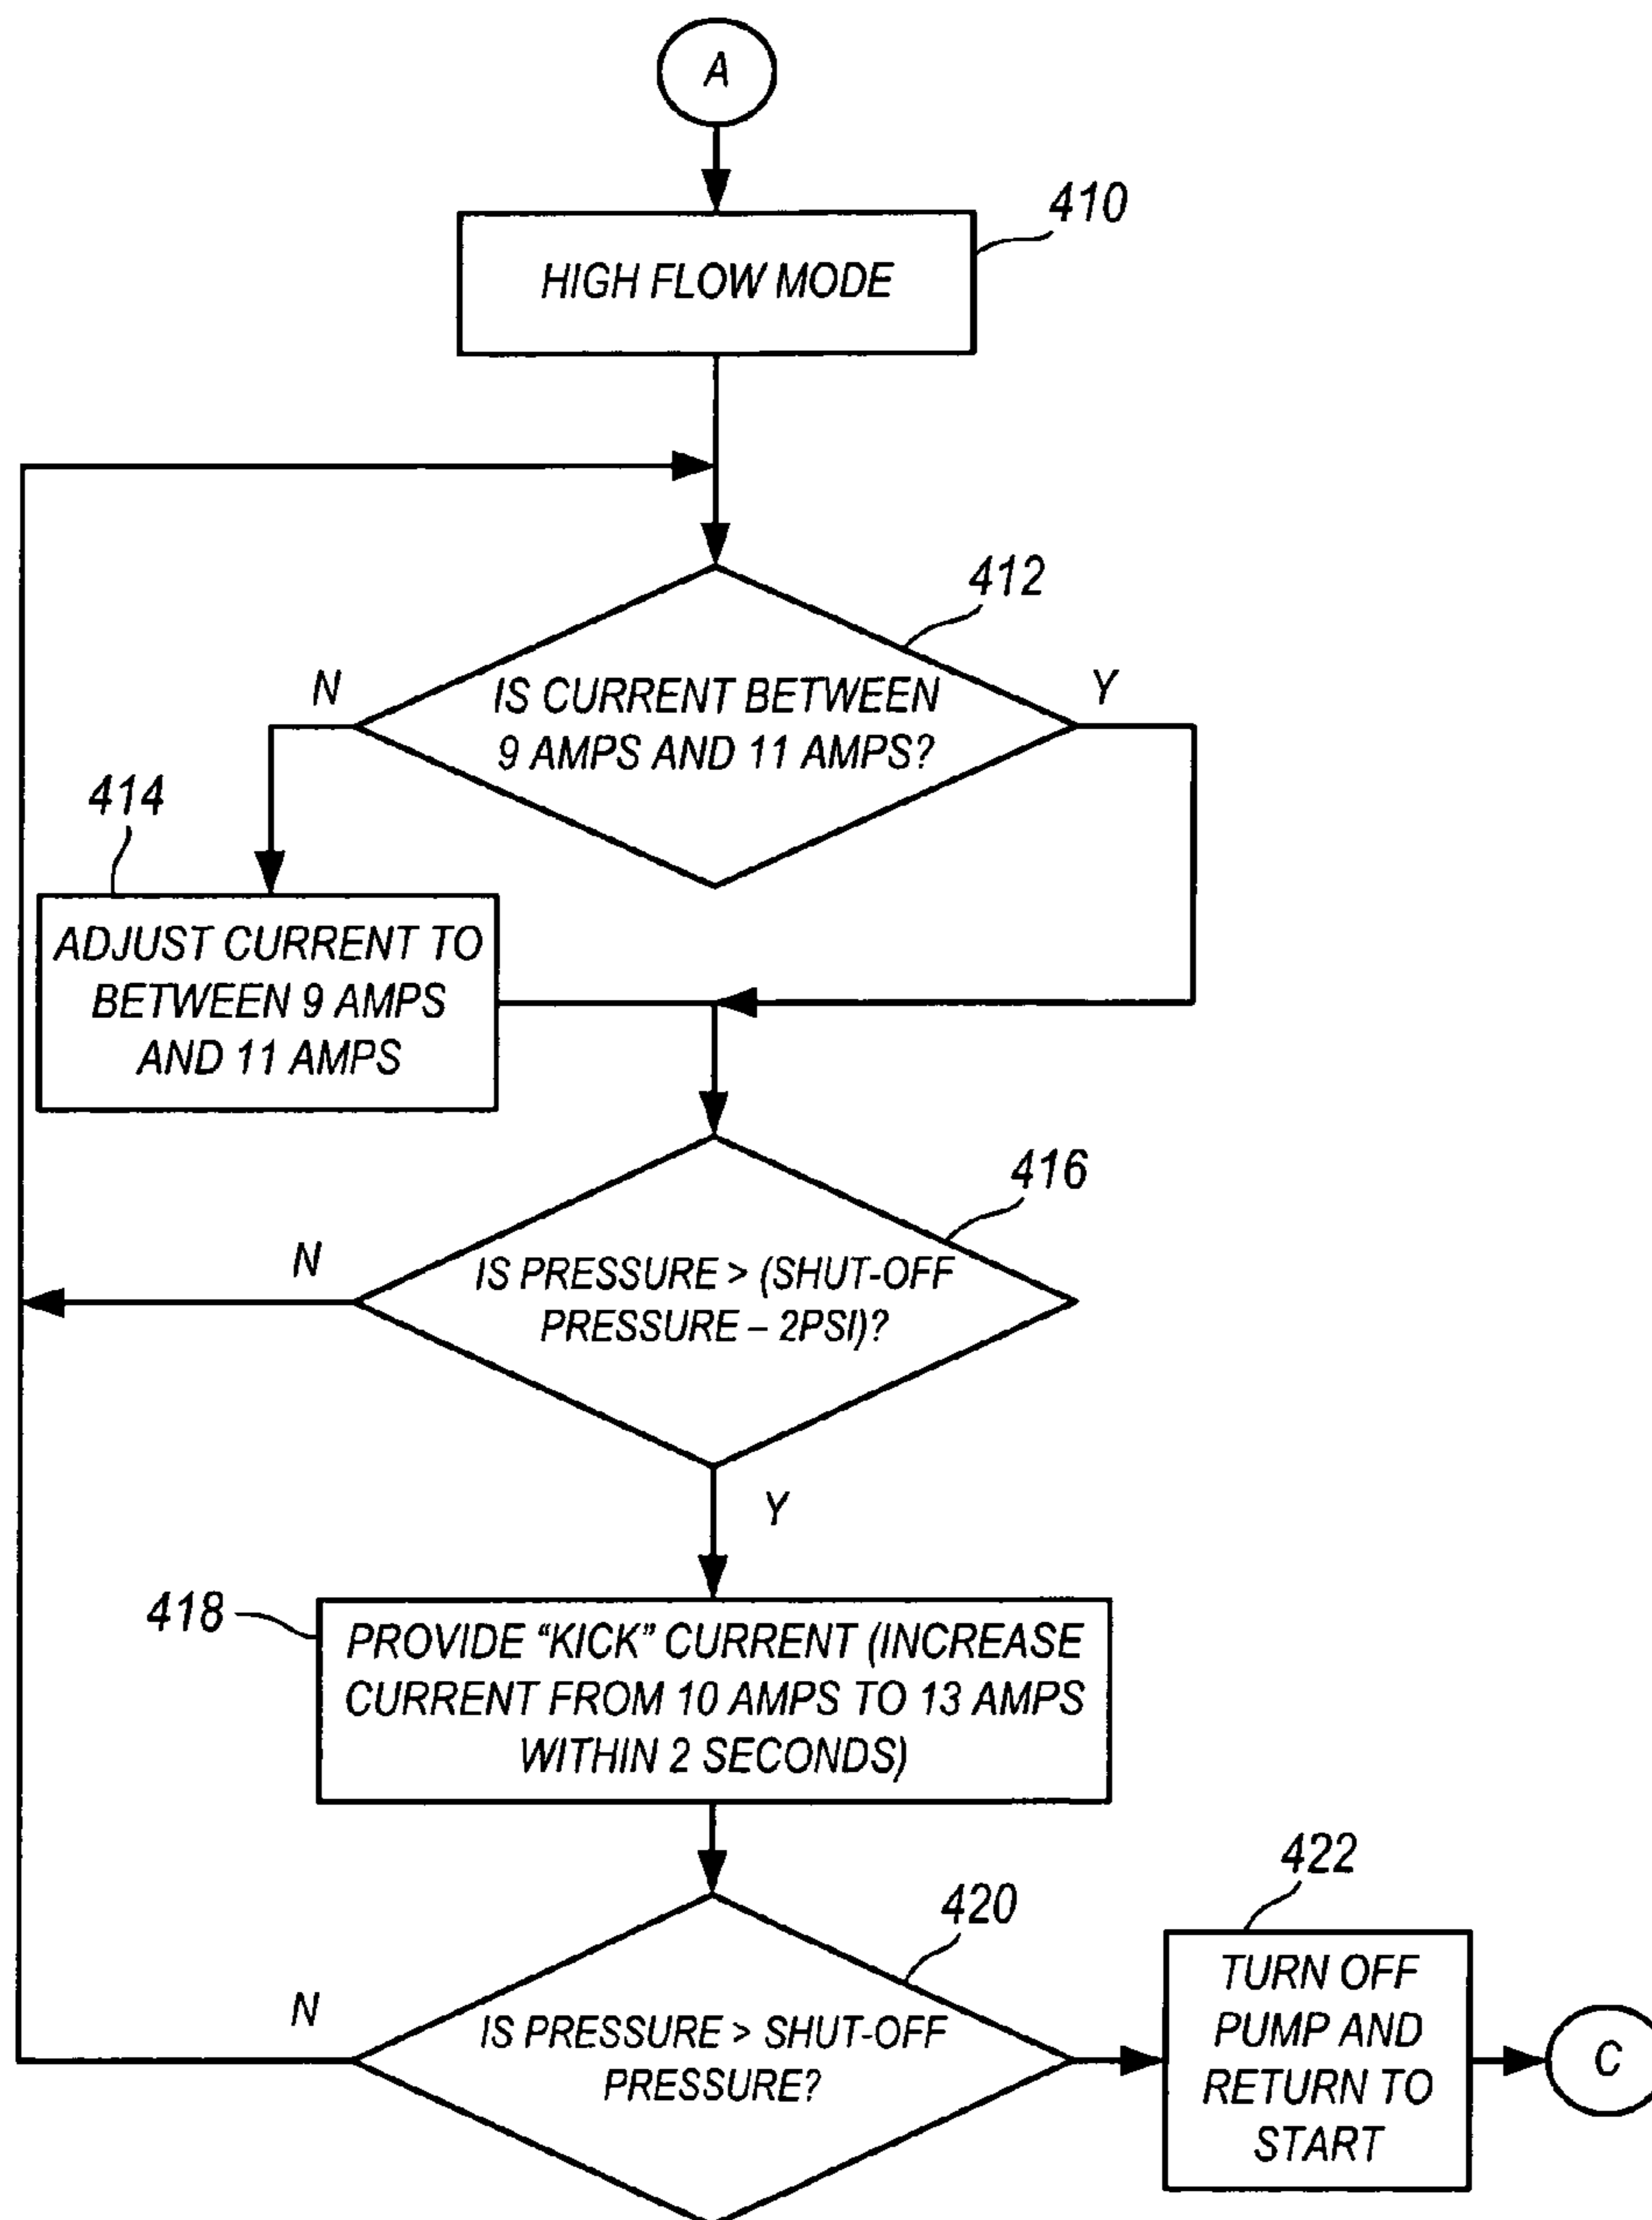 A
410
HIGH FLOW MODE
412
N
IS CURRENT BETWEEN
Y
9 AMPS AND 11 AMPS?
414
ADJUST CURRENT TO
BETWEEN 9 AMPS
AND 11 AMPS
416
N
IS PRESSURE > (SHUT-OFF
PRESSURE – 2PSI)?
Y
418
PROVIDE “KICK” CURRENT (INCREASE
CURRENT FROM 10 AMPS TO 13 AMPS
WITHIN 2 SECONDS)
420
422
N
IS PRESSURE > SHUT-OFF
PRESSURE?
TURN OFF
PUMP AND
RETURN TO
START
C